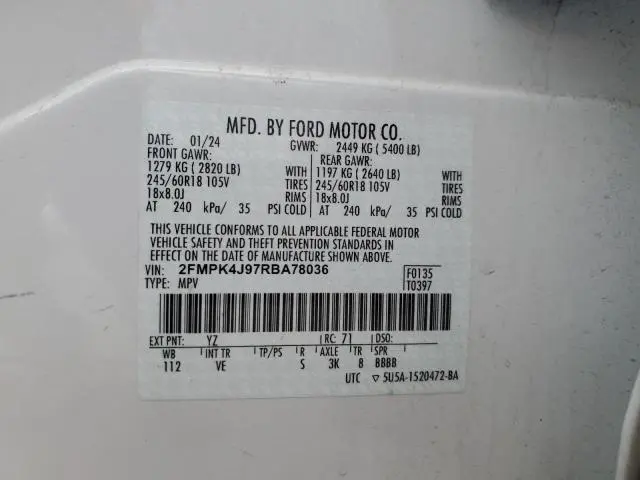 MFD. BY FORD MOTOR CO.
DATE: 01/24 GVWR: 2449 KG ( 5400 LB)
FRONT GAWR: REAR GAWR:
1279 KG ( 2820 LB) WITH 1197 KG ( 2640 LB) WITH
245/60R18 105V TIRES 245/60R18 105V TIRES
18x8.0J RIMS 18x8.0J RIMS
AT 240 kPa/ 35 PSI COLD AT 240 kPa/ 35 PSI COLD
THIS VEHICLE CONFORMS TO ALL APPLICABLE FEDERAL MOTOR
VEHICLE SAFETY AND THEFT PREVENTION STANDARDS IN
EFFECT ON THE DATE OF MANUFACTURE SHOWN ABOVE.
VIN: 2FMPK4J97RBA78036 F0135
TYPE: MPV T0397
EXT PNT: YZ RC: 71 DSO:
WB INT TR TP/PS R AXLE TR SPR
112 VE S 3K 8 BBBB
UTC ▽ 5U5A-1520472-BA